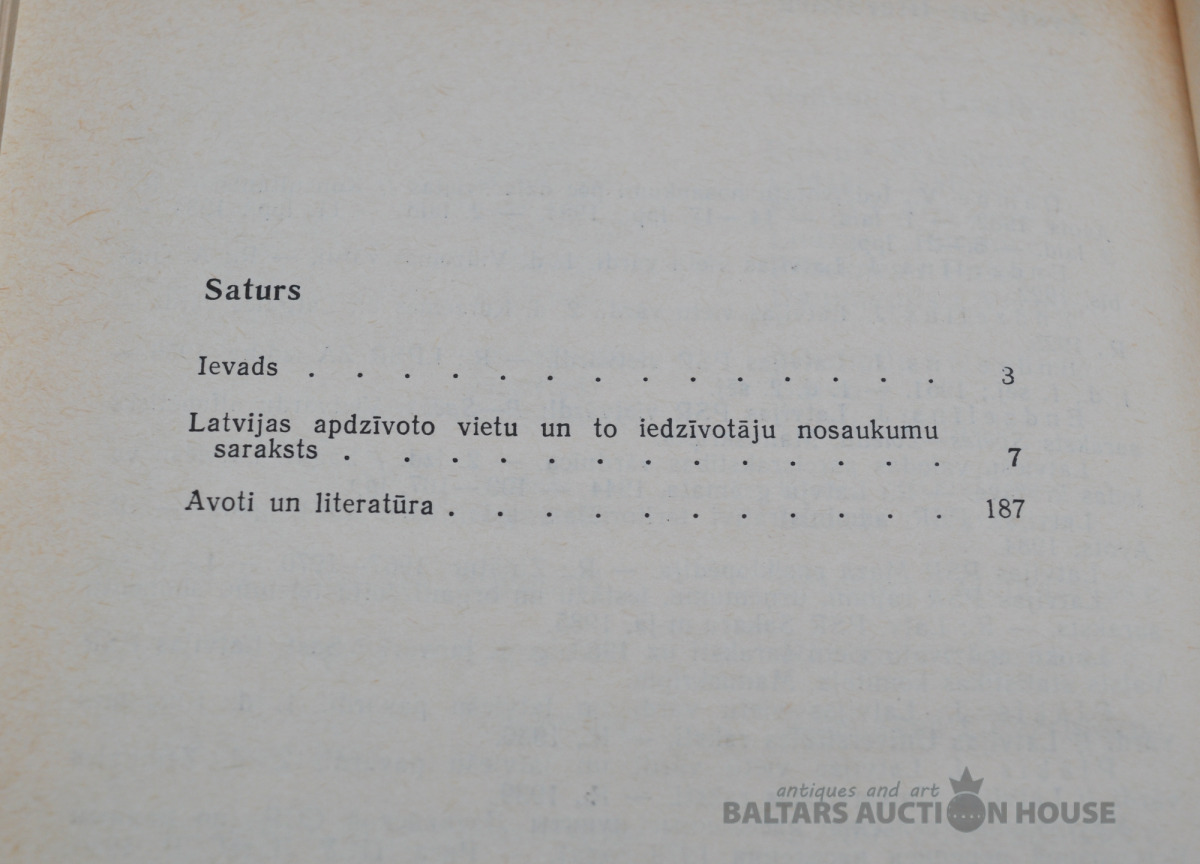 Saturs
Ievads . . . . . . . . . . . . . . 3
Latvijas apdzīvoto vietu un to iedzīvotāju nosaukumu
saraksts . . . . . . . . . . . . . 7
Avoti un literatūra . . . . . . . . . . . 187
antiques and art
BALTARS AUCTION HOUSE